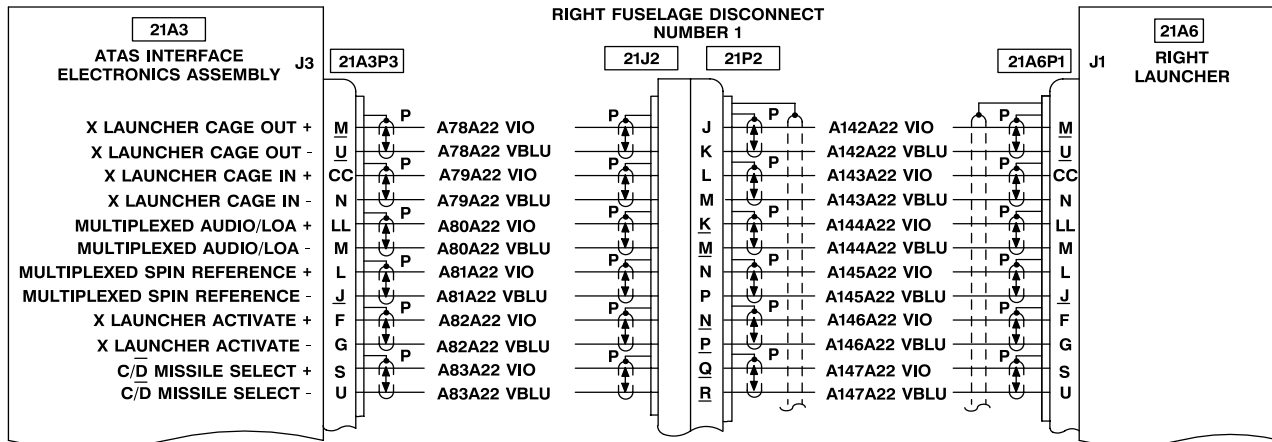 RIGHT FUSELAGE DISCONNECT
NUMBER 1
21A3
ATAS INTERFACE
ELECTRONICS ASSEMBLY
J3
21A3P3
21J2
21P2
21A6P1
J1
21A6
RIGHT
LAUNCHER
X LAUNCHER CAGE OUT + M P A78A22 VIO P J P A142A22 VIO P M
X LAUNCHER CAGE OUT - U A78A22 VBLU K A142A22 VBLU U
X LAUNCHER CAGE IN + CC P A79A22 VIO P L P A143A22 VIO P CC
X LAUNCHER CAGE IN - N A79A22 VBLU M A143A22 VBLU N
MULTIPLEXED AUDIO/LOA + LL P A80A22 VIO P K P A144A22 VIO P LL
MULTIPLEXED AUDIO/LOA - M A80A22 VBLU M A144A22 VBLU M
MULTIPLEXED SPIN REFERENCE + L P A81A22 VIO P N P A145A22 VIO P L
MULTIPLEXED SPIN REFERENCE - J A81A22 VBLU P A145A22 VBLU J
X LAUNCHER ACTIVATE + F P A82A22 VIO P N P A146A22 VIO P F
X LAUNCHER ACTIVATE - G A82A22 VBLU P A146A22 VBLU G
C/D̅ MISSILE SELECT + S P A83A22 VIO P Q P A147A22 VIO P S
C/D̅ MISSILE SELECT - U A83A22 VBLU R A147A22 VBLU U